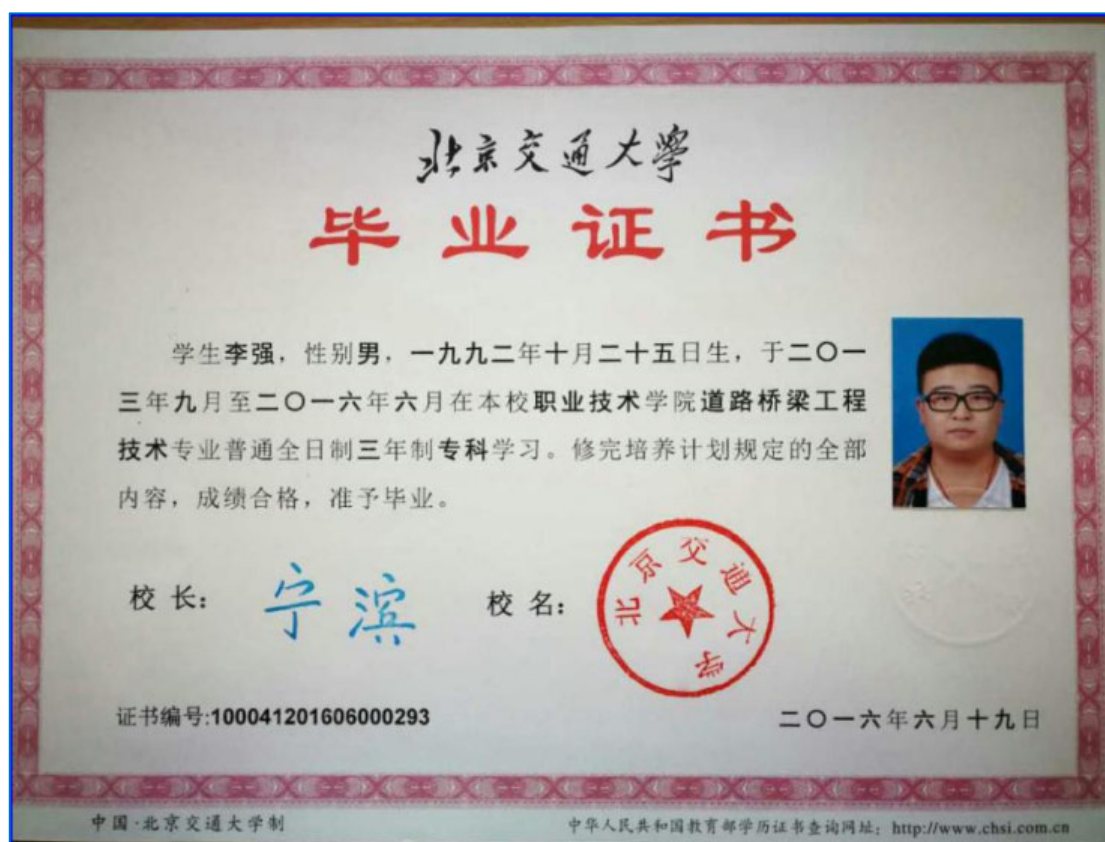 北京交通大學
毕业证书
学生李强，性别男，一九九二年十月二十五日生，于二〇一
三年九月至二〇一六年六月在本校职业技术学院道路桥梁工程
技术专业普通全日制三年制专科学习。修完培养计划规定的全部
内容，成绩合格，准予毕业。
校 长： 宁滨 校 名： 北京交通大学
证书编号:100041201606000293 二〇一六年六月十九日
中国·北京交通大学制 中华人民共和国教育部学历证书查询网址：http://www.chsi.com.cn